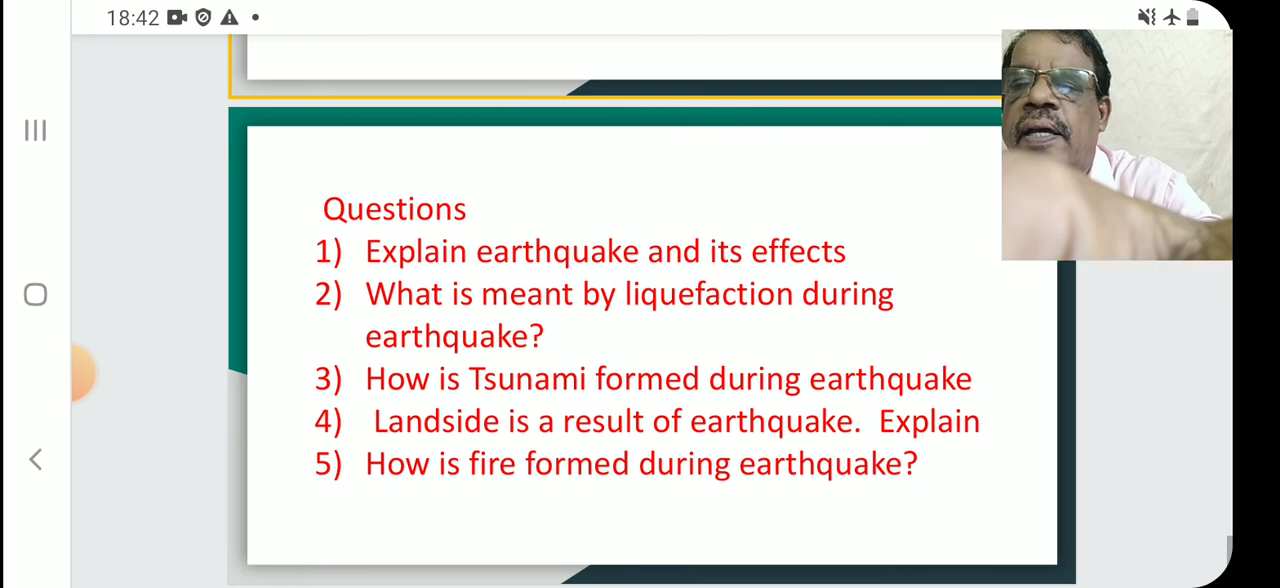 18:42
Questions
1) Explain earthquake and its effects
2) What is meant by liquefaction during
earthquake?
3) How is Tsunami formed during earthquake
4) Landside is a result of earthquake. Explain
5) How is fire formed during earthquake?